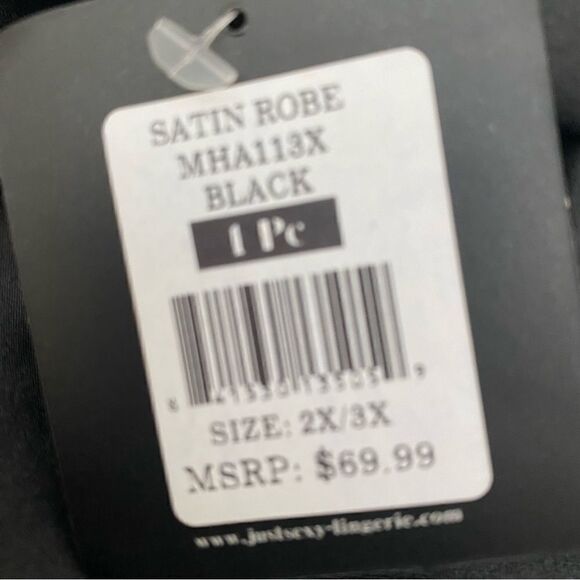 SATIN ROBE
MHA113X
BLACK
1 Pc
SIZE: 2X/3X
MSRP: $69.99
www.justsexy-lingerie.com